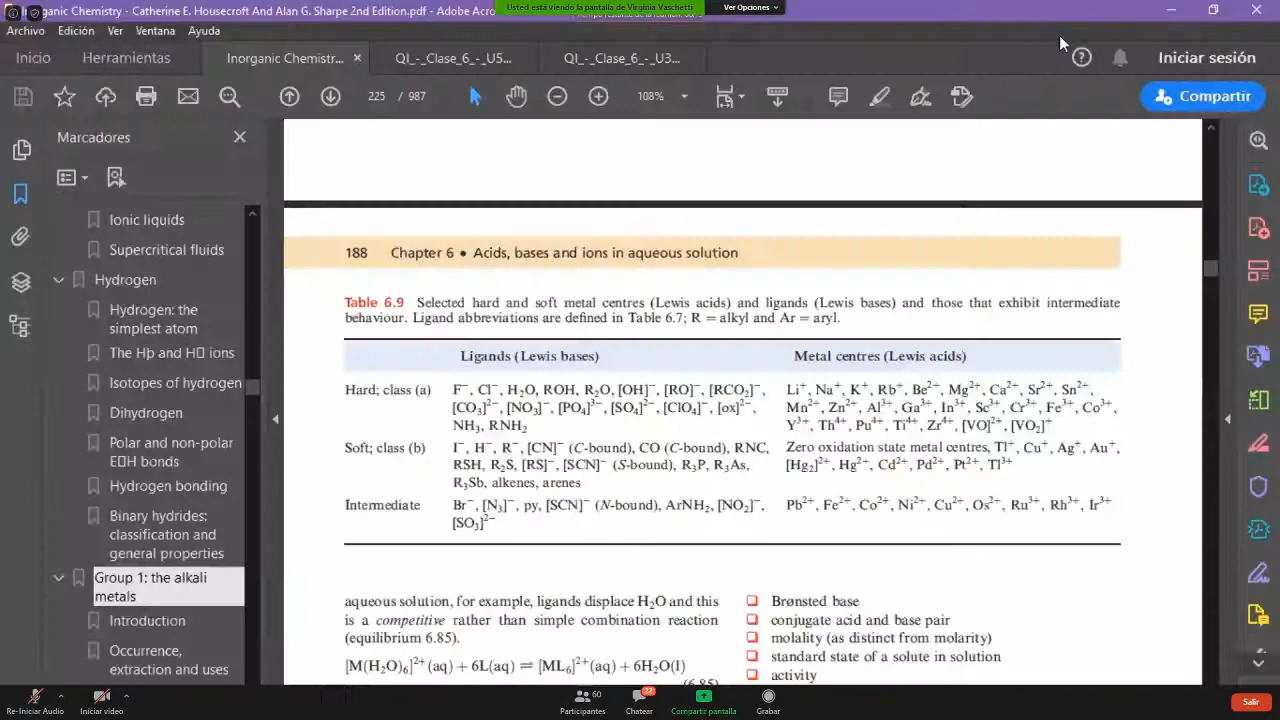 Inorganic Chemistry - Catherine E. Housecroft And Alan G. Sharpe 2nd Edition.pdf - Adobe Acro
Usted está viendo la pantalla de Virginia Vaschetti
Ver Opciones
Archivo Edición Ver Ventana Ayuda
Inicio Herramientas Inorganic Chemistr... × QI_-_Clase_6_-_U5... QI_-_Clase_6_-_U3... Iniciar sesión
225 / 987 108% Compartir
Marcadores
Ionic liquids
Supercritical fluids
Hydrogen
Hydrogen: the
simplest atom
The Hþ and H□ ions
Isotopes of hydrogen
Dihydrogen
Polar and non-polar
E□H bonds
Hydrogen bonding
Binary hydrides:
classification and
general properties
Group 1: the alkali
metals
Introduction
Occurrence,
extraction and uses
188 Chapter 6 • Acids, bases and ions in aqueous solution
Table 6.9 Selected hard and soft metal centres (Lewis acids) and ligands (Lewis bases) and those that exhibit intermediate
behaviour. Ligand abbreviations are defined in Table 6.7; R = alkyl and Ar = aryl.
Ligands (Lewis bases) Metal centres (Lewis acids)
Hard; class (a) F⁻, Cl⁻, H₂O, ROH, R₂O, [OH]⁻, [RO]⁻, [RCO₂]⁻, Li⁺, Na⁺, K⁺, Rb⁺, Be²⁺, Mg²⁺, Ca²⁺, Sr²⁺, Sn²⁺,
[CO₃]²⁻, [NO₃]⁻, [PO₄]³⁻, [SO₄]²⁻, [ClO₄]⁻, [ox]²⁻, Mn²⁺, Zn²⁺, Al³⁺, Ga³⁺, In³⁺, Sc³⁺, Cr³⁺, Fe³⁺, Co³⁺,
NH₃, RNH₂ Y³⁺, Th⁴⁺, Pu⁴⁺, Ti⁴⁺, Zr⁴⁺, [VO]²⁺, [VO₂]⁺
Soft; class (b) I⁻, H⁻, R⁻, [CN]⁻ (C-bound), CO (C-bound), RNC, Zero oxidation state metal centres, Tl⁺, Cu⁺, Ag⁺, Au⁺,
RSH, R₂S, [RS]⁻, [SCN]⁻ (S-bound), R₃P, R₃As, [Hg₂]²⁺, Hg²⁺, Cd²⁺, Pd²⁺, Pt²⁺, Tl³⁺
R₃Sb, alkenes, arenes
Intermediate Br⁻, [N₃]⁻, py, [SCN]⁻ (N-bound), ArNH₂, [NO₂]⁻, Pb²⁺, Fe²⁺, Co²⁺, Ni²⁺, Cu²⁺, Os²⁺, Ru³⁺, Rh³⁺, Ir³⁺
[SO₃]²⁻
aqueous solution, for example, ligands displace H₂O and this
is a competitive rather than simple combination reaction
(equilibrium 6.85).
[M(H₂O)₆]²⁺(aq) + 6L(aq) ⇌ [ML₆]²⁺(aq) + 6H₂O(l)
(6.85)
❑ Brønsted base
❑ conjugate acid and base pair
❑ molality (as distinct from molarity)
❑ standard state of a solute in solution
❑ activity
Re-Iniciar Audio Iniciar video 60 Participantes 22 Chatear Compartir pantalla Grabar Salir